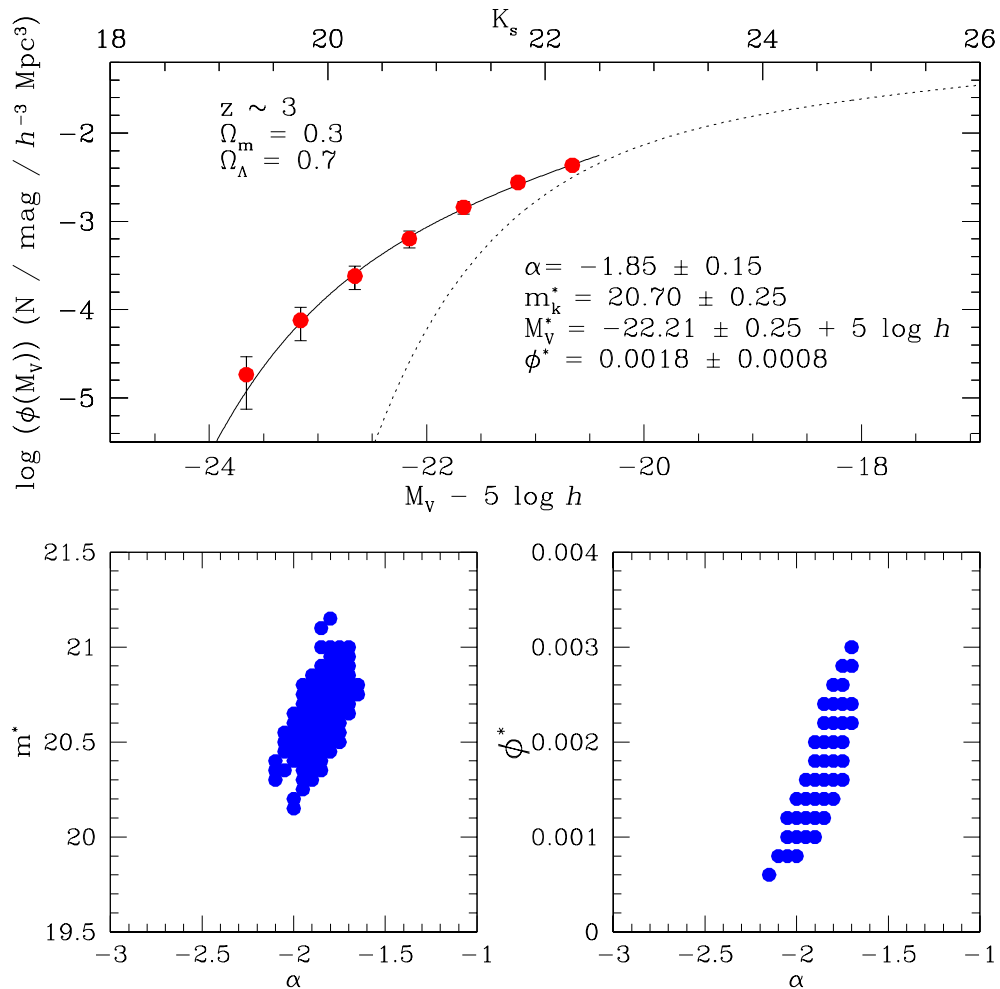 K_s
18 20 22 24 26
log (ϕ(M_V)) (N / mag / h⁻³ Mpc³)
−2
−3
−4
−5
z ~ 3
Ω_m = 0.3
Ω_Λ = 0.7
α= −1.85 ± 0.15
m*_k = 20.70 ± 0.25
M*_V = −22.21 ± 0.25 + 5 log h
ϕ* = 0.0018 ± 0.0008
−24 −22 −20 −18
M_V − 5 log h
m*
21.5
21
20.5
20
19.5
−3 −2.5 −2 −1.5 −1
α
ϕ*
0.004
0.003
0.002
0.001
0
−3 −2.5 −2 −1.5 −1
α